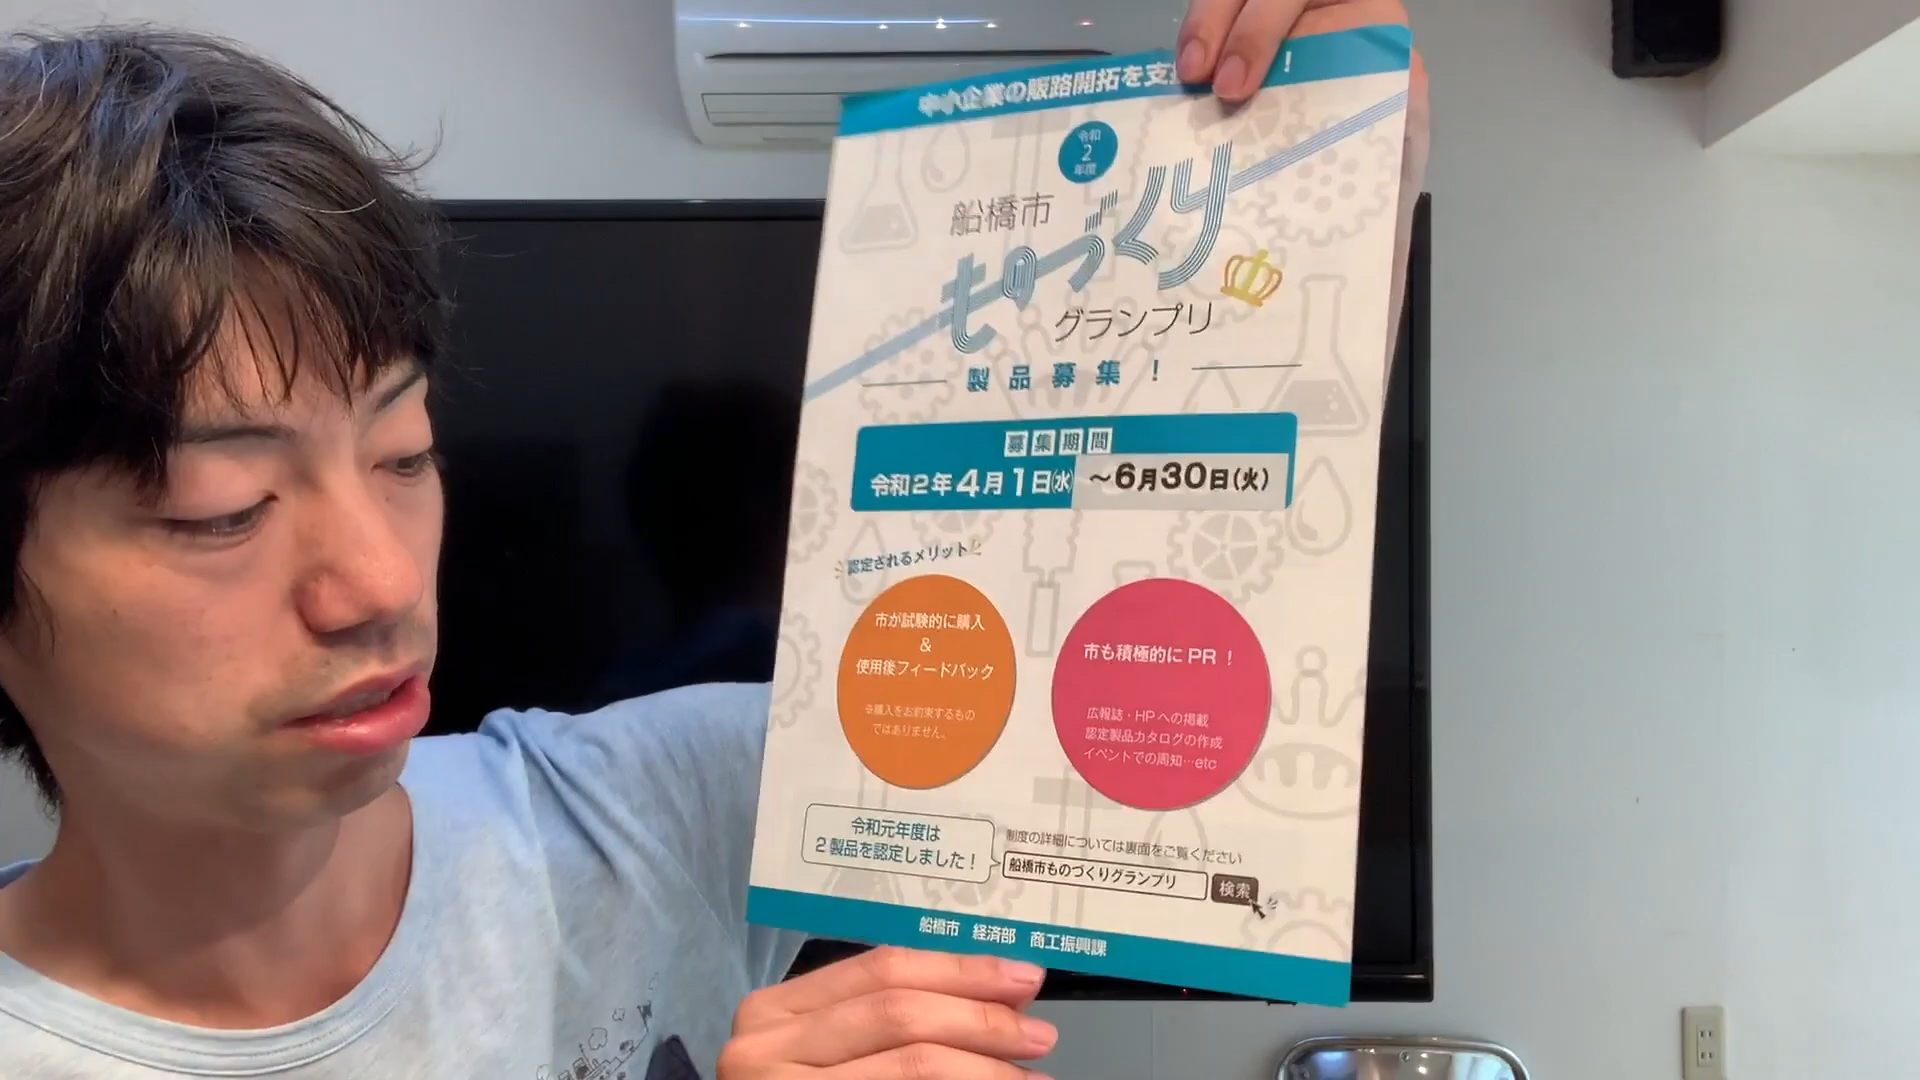 中小企業の販路開拓を支 !
令和
2
年度
船橋市
ものづくり
グランプリ
製品募集!
募集期間
令和2年4月1日(水) ~6月30日(火)
認定されるメリット
市が試験的に購入
&
使用後フィードバック
※購入をお約束するもの
ではありません。
市も積極的にPR!
広報誌・HPへの掲載
認定製品カタログの作成
イベントでの周知…etc
令和元年度は
2製品を認定しました!
制度の詳細については裏面をご覧ください
船橋市ものづくりグランプリ 検索
船橋市 経済部 商工振興課